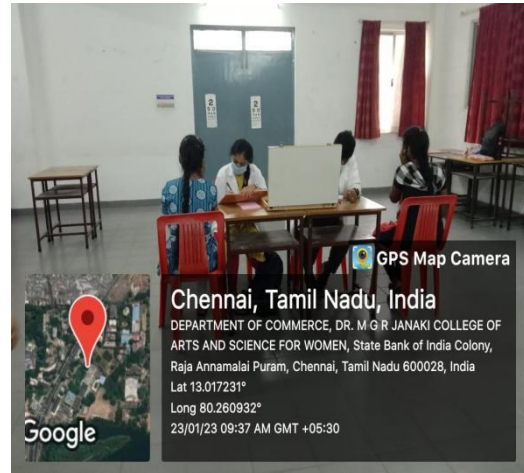 GPS Map Camera
Chennai, Tamil Nadu, India
DEPARTMENT OF COMMERCE, DR. M G R JANAKI COLLEGE OF
ARTS AND SCIENCE FOR WOMEN, State Bank of India Colony,
Raja Annamalai Puram, Chennai, Tamil Nadu 600028, India
Lat 13.017231°
Long 80.260932°
23/01/23 09:37 AM GMT +05:30
Google